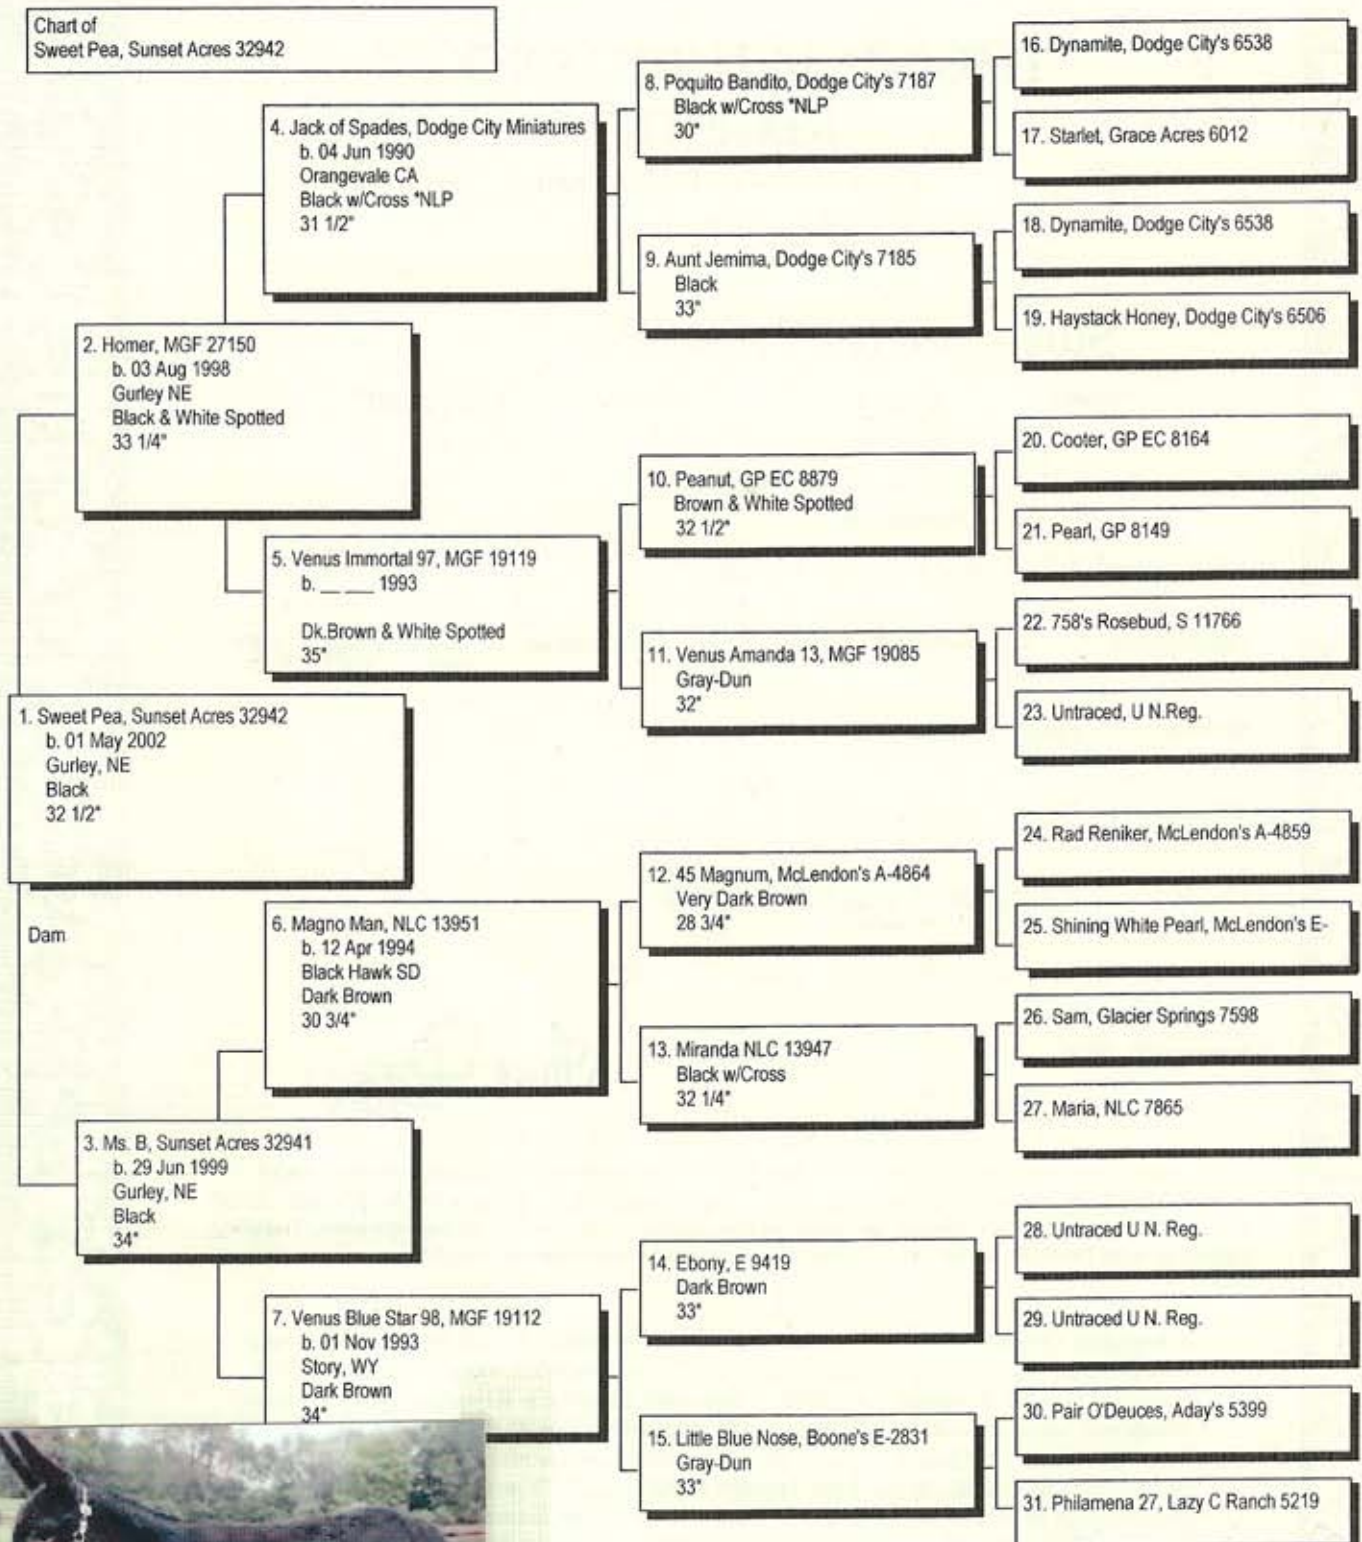 Chart of
Sweet Pea, Sunset Acres 32942
16. Dynamite, Dodge City's 6538
8. Poquito Bandito, Dodge City's 7187
Black w/Cross *NLP
30"
17. Starlet, Grace Acres 6012
4. Jack of Spades, Dodge City Miniatures
b. 04 Jun 1990
Orangevale CA
Black w/Cross *NLP
31 1/2"
18. Dynamite, Dodge City's 6538
9. Aunt Jemima, Dodge City's 7185
Black
33"
19. Haystack Honey, Dodge City's 6506
2. Homer, MGF 27150
b. 03 Aug 1998
Gurley NE
Black & White Spotted
33 1/4"
20. Cooter, GP EC 8164
10. Peanut, GP EC 8879
Brown & White Spotted
32 1/2"
21. Pearl, GP 8149
5. Venus Immortal 97, MGF 19119
b. __ ___ 1993
Dk.Brown & White Spotted
35"
22. 758's Rosebud, S 11766
11. Venus Amanda 13, MGF 19085
Gray-Dun
32"
23. Untraced, U N.Reg.
1. Sweet Pea, Sunset Acres 32942
b. 01 May 2002
Gurley, NE
Black
32 1/2"
24. Rad Reniker, McLendon's A-4859
12. 45 Magnum, McLendon's A-4864
Very Dark Brown
28 3/4"
25. Shining White Pearl, McLendon's E-
Dam
6. Magno Man, NLC 13951
b. 12 Apr 1994
Black Hawk SD
Dark Brown
30 3/4"
26. Sam, Glacier Springs 7598
13. Miranda NLC 13947
Black w/Cross
32 1/4"
27. Maria, NLC 7865
3. Ms. B, Sunset Acres 32941
b. 29 Jun 1999
Gurley, NE
Black
34"
28. Untraced U N. Reg.
14. Ebony, E 9419
Dark Brown
33"
29. Untraced U N. Reg.
7. Venus Blue Star 98, MGF 19112
b. 01 Nov 1993
Story, WY
Dark Brown
34"
30. Pair O'Deuces, Aday's 5399
15. Little Blue Nose, Boone's E-2831
Gray-Dun
33"
31. Philamena 27, Lazy C Ranch 5219